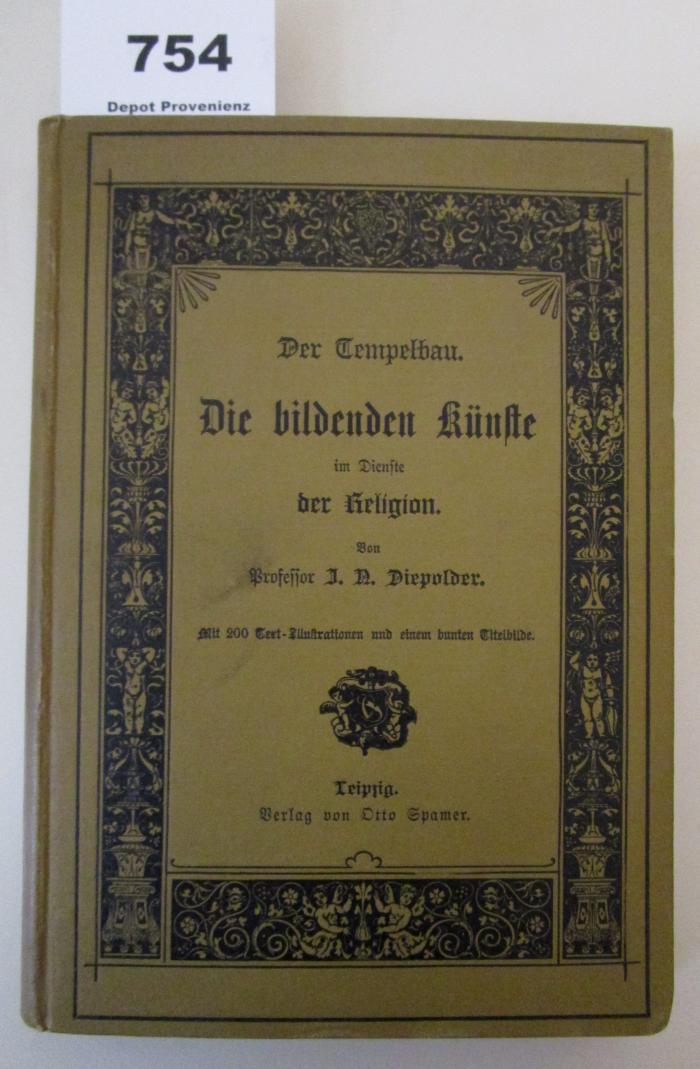 754
Depot Provenienz
Der Tempelbau.
Die bildenden Künste
im Dienste
der Religion.
Von
Professor J. N. Diepolder.
Mit 200 Text-Illustrationen und einem bunten Titelbilde.
Leipzig.
Verlag von Otto Spamer.